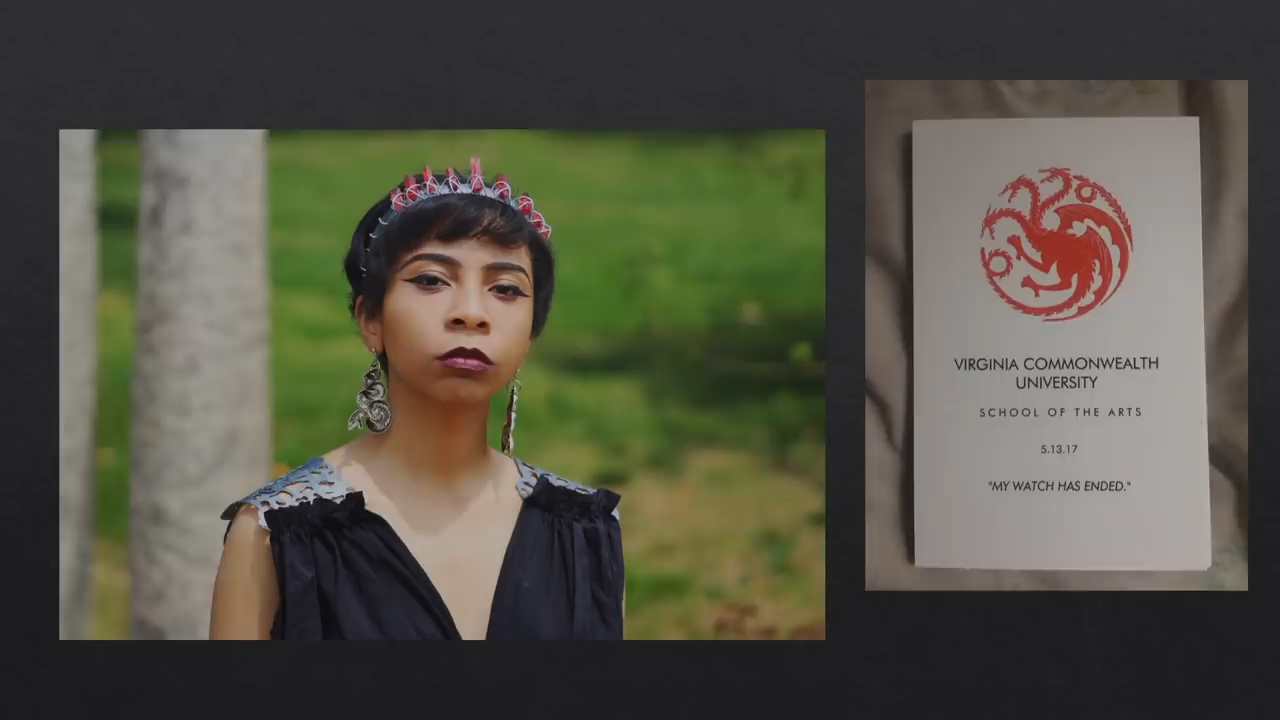 VIRGINIA COMMONWEALTH
UNIVERSITY
SCHOOL OF THE ARTS
5.13.17
"MY WATCH HAS ENDED."